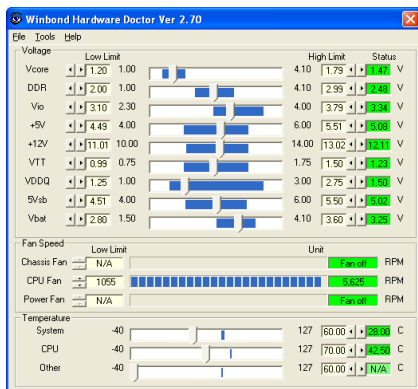 Winbond Hardware Doctor Ver 2.70
File Tools Help
Voltage Low Limit High Limit Status
Vcore 1.20 1.00 4.10 1.79 1.47 V
DDR 2.00 1.00 4.10 2.99 2.48 V
Vio 3.10 2.30 4.00 3.79 3.34 V
+5V 4.49 4.00 6.00 5.51 5.08 V
+12V 11.01 10.00 14.00 13.02 12.11 V
VTT 0.99 0.75 1.75 1.50 1.23 V
VDDQ 1.25 1.00 3.00 2.75 1.50 V
5Vsb 4.51 4.00 6.00 5.50 5.02 V
Vbat 2.80 1.50 4.10 3.60 3.25 V
Fan Speed
Low Limit Unit
Chassis Fan N/A Fan off RPM
CPU Fan 1055 5,625 RPM
Power Fan N/A Fan off RPM
Temperature
System -40 127 60.00 28.00 C
CPU -40 127 70.00 42.50 C
Other -40 127 60.00 N/A C